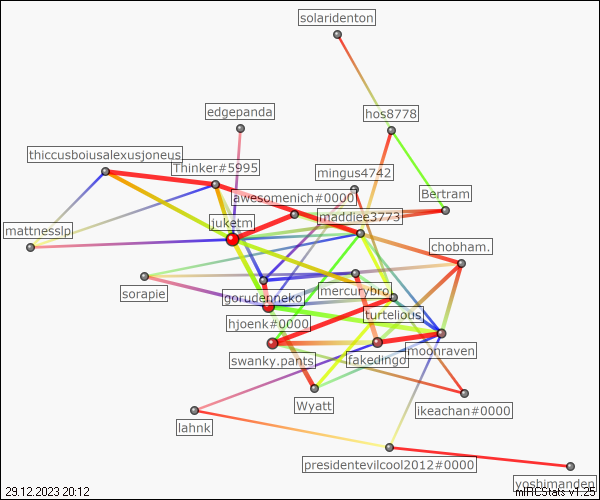 solaridenton
edgepanda
hos8778
thiccusboiusalexusjoneus
Thinker#5995
mingus4742
awesomenich#0000
Bertram
juketm
maddiee3773
mattnesslp
chobham.
sorapie
gorudenneko
mercurybro
hjoenk#0000
turtelious
swanky.pants
fakedingo
moonraven
Wyatt
ikeachan#0000
lahnk
presidentevilcool2012#0000
yoshimanden
29.12.2023 20:12
mIRCStats v1.25